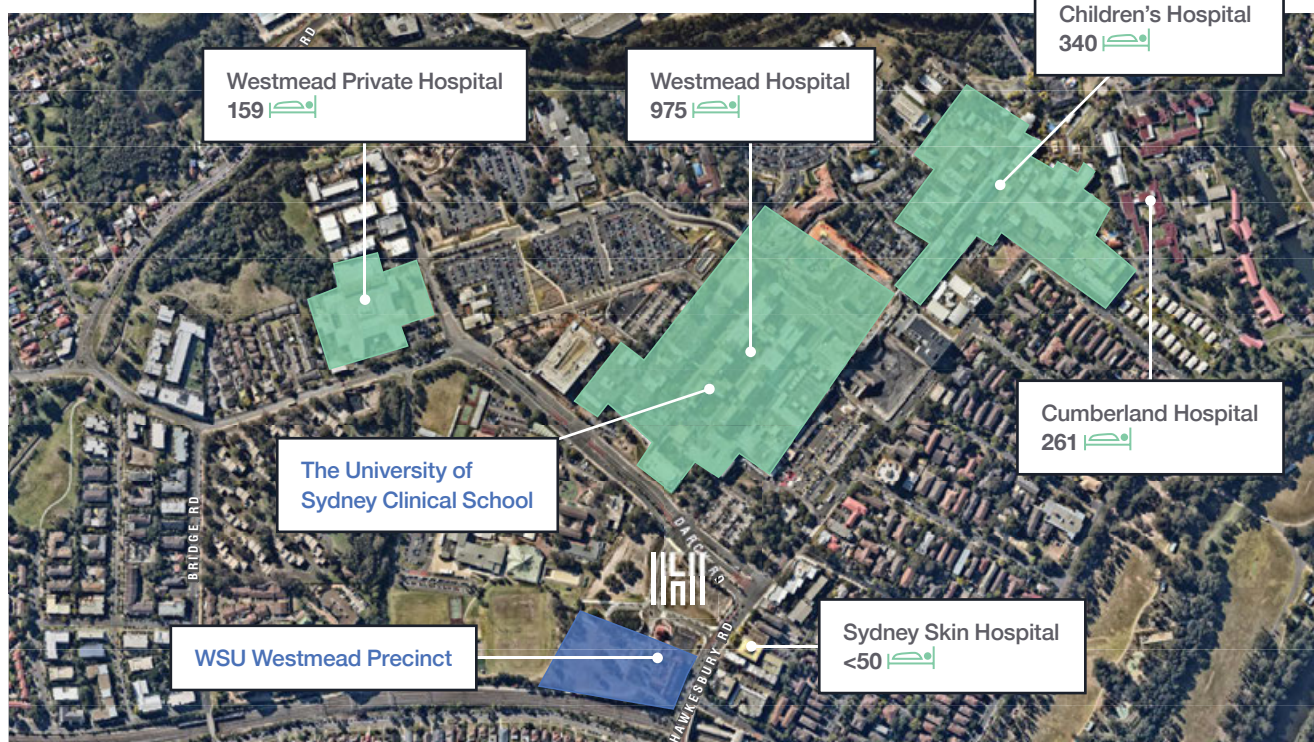 Children’s Hospital
340
RD
Westmead Private Hospital
159
Westmead Hospital
975
Cumberland Hospital
261
The University of
Sydney Clinical School
BRIDGE RD
DARCY RD
Sydney Skin Hospital
<50
WSU Westmead Precinct
HAWKESBURY RD